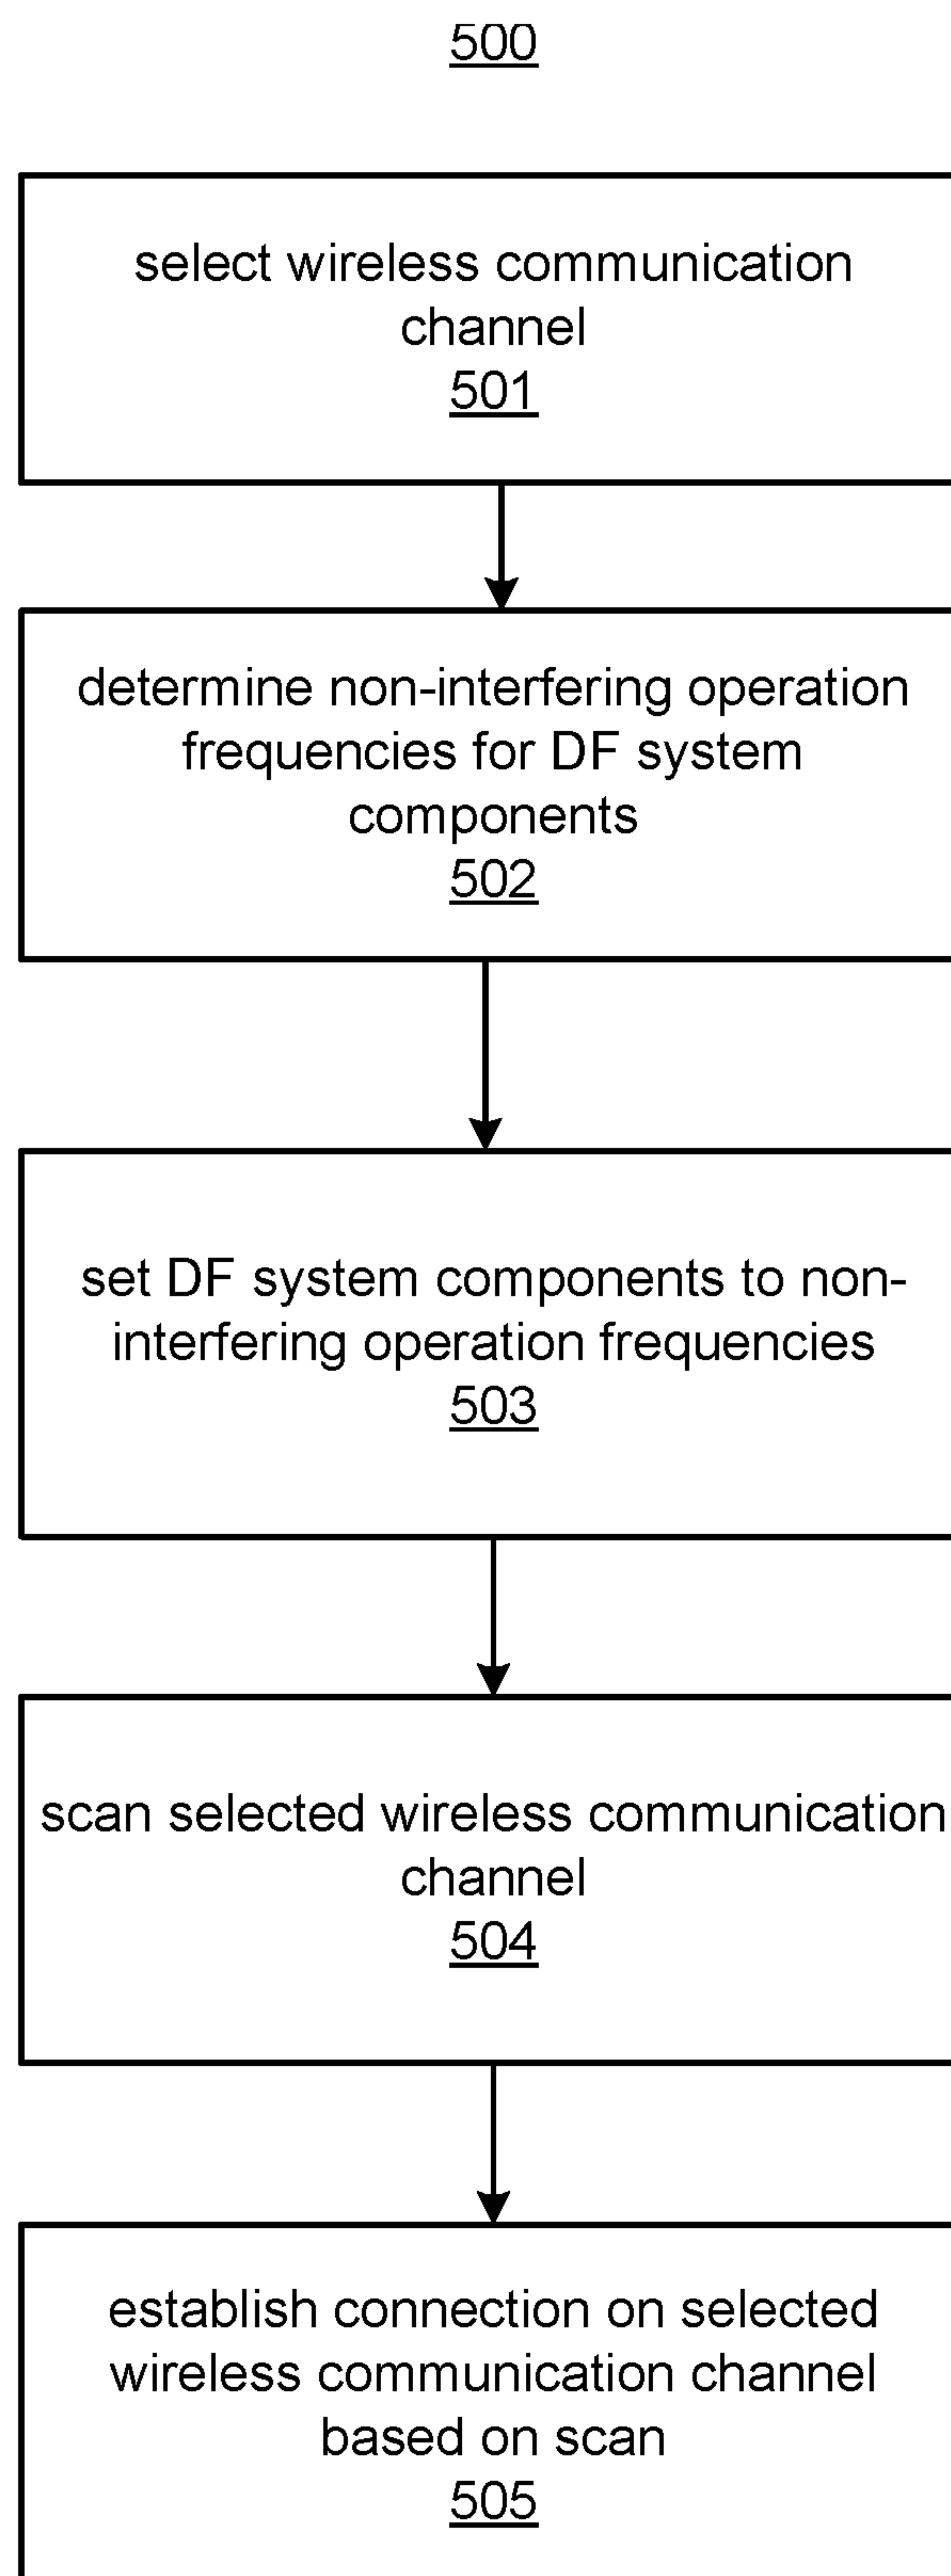 500
select wireless communication
channel
501
determine non-interfering operation
frequencies for DF system
components
502
set DF system components to non-
interfering operation frequencies
503
scan selected wireless communication
channel
504
establish connection on selected
wireless communication channel
based on scan
505